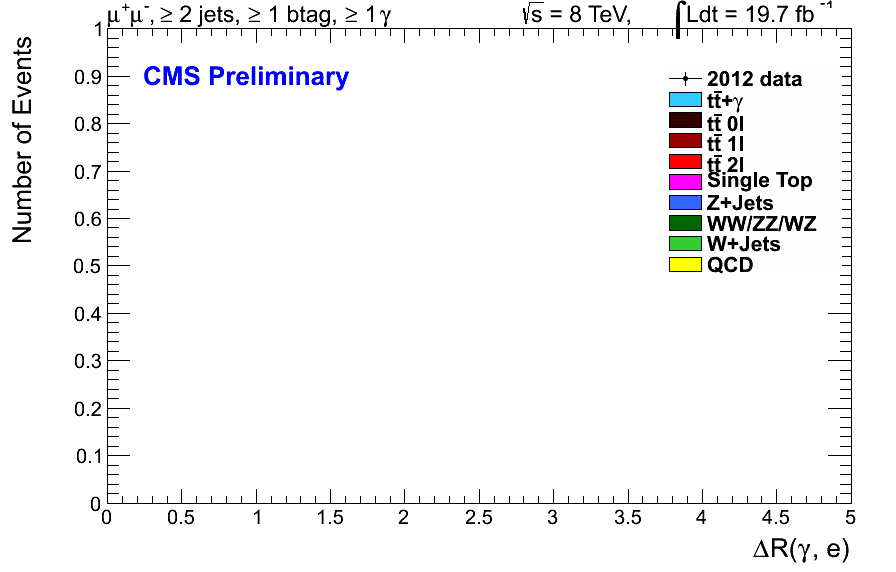 μ⁺μ⁻, ≥ 2 jets, ≥ 1 btag, ≥ 1 γ √s = 8 TeV, ∫Ldt = 19.7 fb⁻¹
CMS Preliminary
2012 data
tt̄+γ
tt̄ 0l
tt̄ 1l
tt̄ 2l
Single Top
Z+Jets
WW/ZZ/WZ
W+Jets
QCD
Number of Events
1
0.9
0.8
0.7
0.6
0.5
0.4
0.3
0.2
0.1
0
0 0.5 1 1.5 2 2.5 3 3.5 4 4.5 5
ΔR(γ, e)